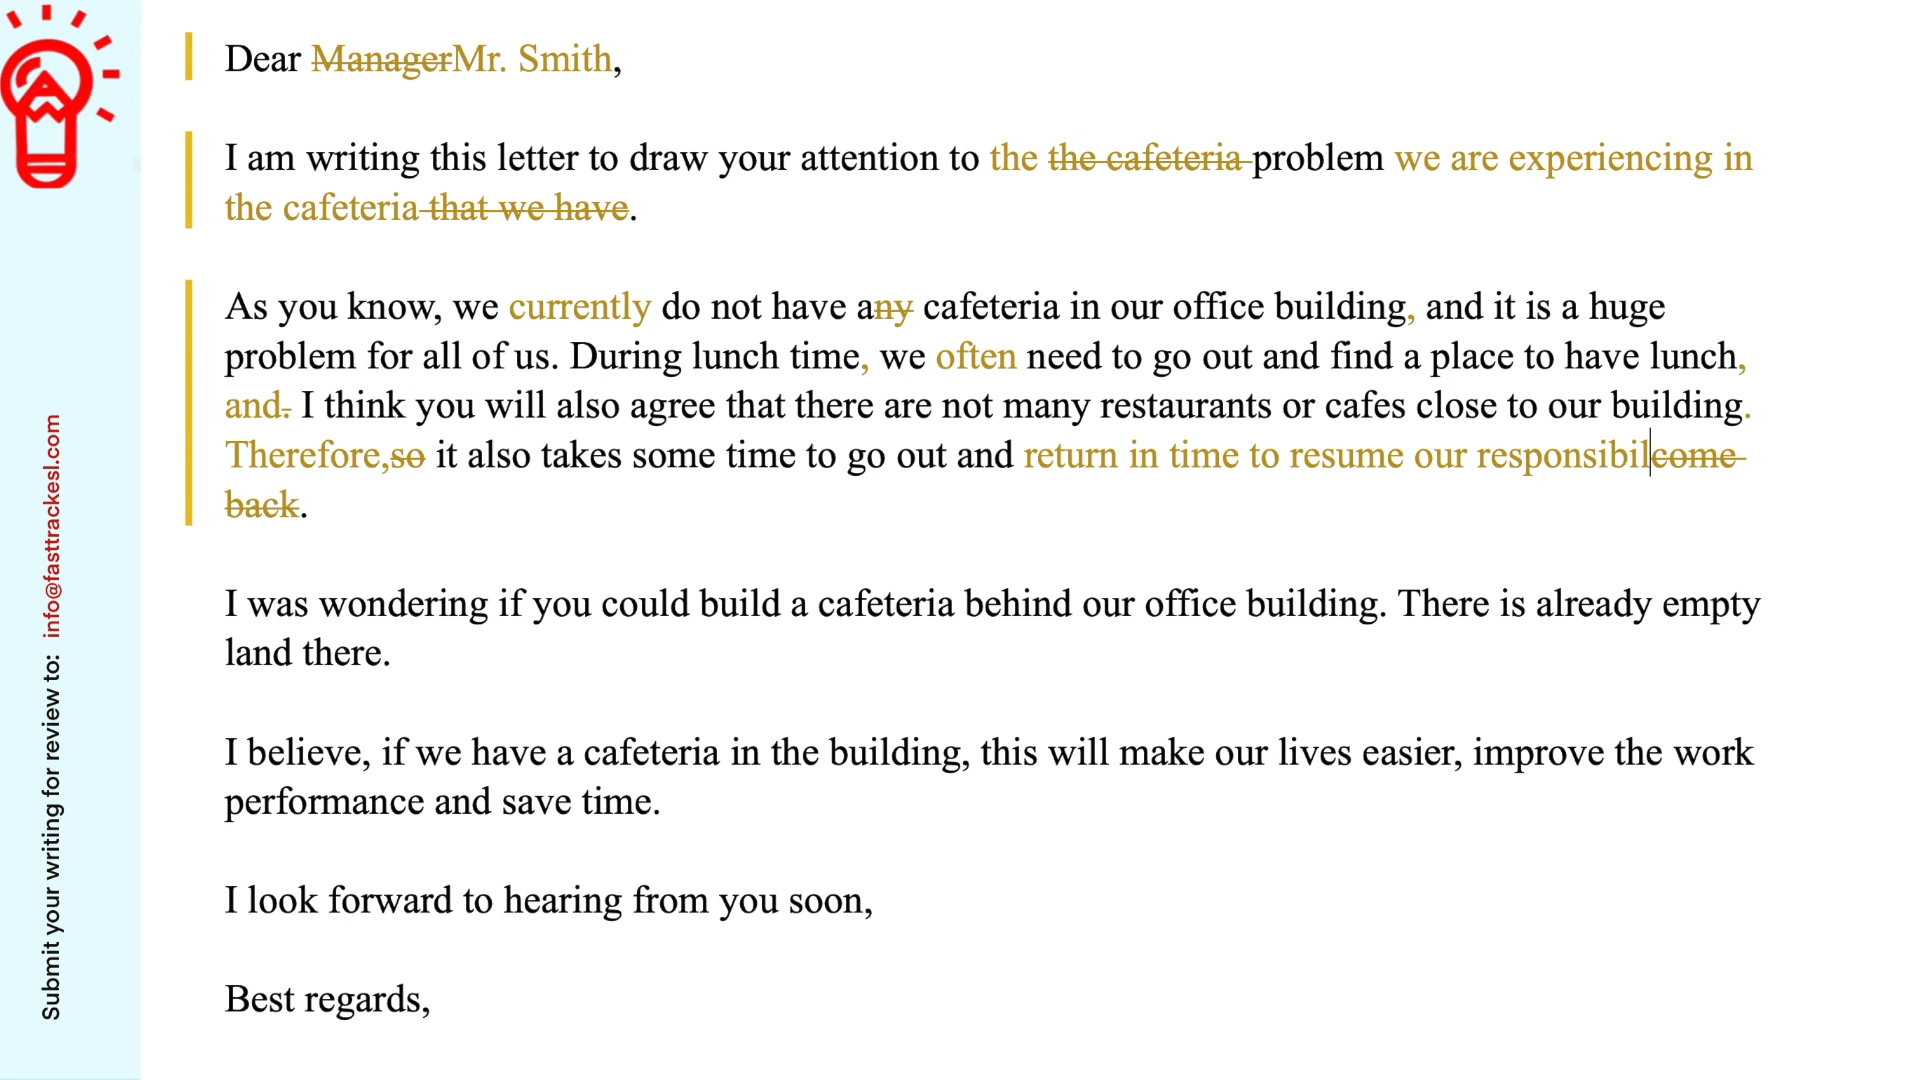 Dear ManagerMr. Smith,
I am writing this letter to draw your attention to the the cafeteria problem we are experiencing in
the cafeteria that we have.
As you know, we currently do not have any cafeteria in our office building, and it is a huge
problem for all of us. During lunch time, we often need to go out and find a place to have lunch,
and. I think you will also agree that there are not many restaurants or cafes close to our building.
Therefore,so it also takes some time to go out and return in time to resume our responsibilcome
back.
I was wondering if you could build a cafeteria behind our office building. There is already empty
land there.
I believe, if we have a cafeteria in the building, this will make our lives easier, improve the work
performance and save time.
I look forward to hearing from you soon,
Best regards,
Submit your writing for review to: info@fasttrackesl.com